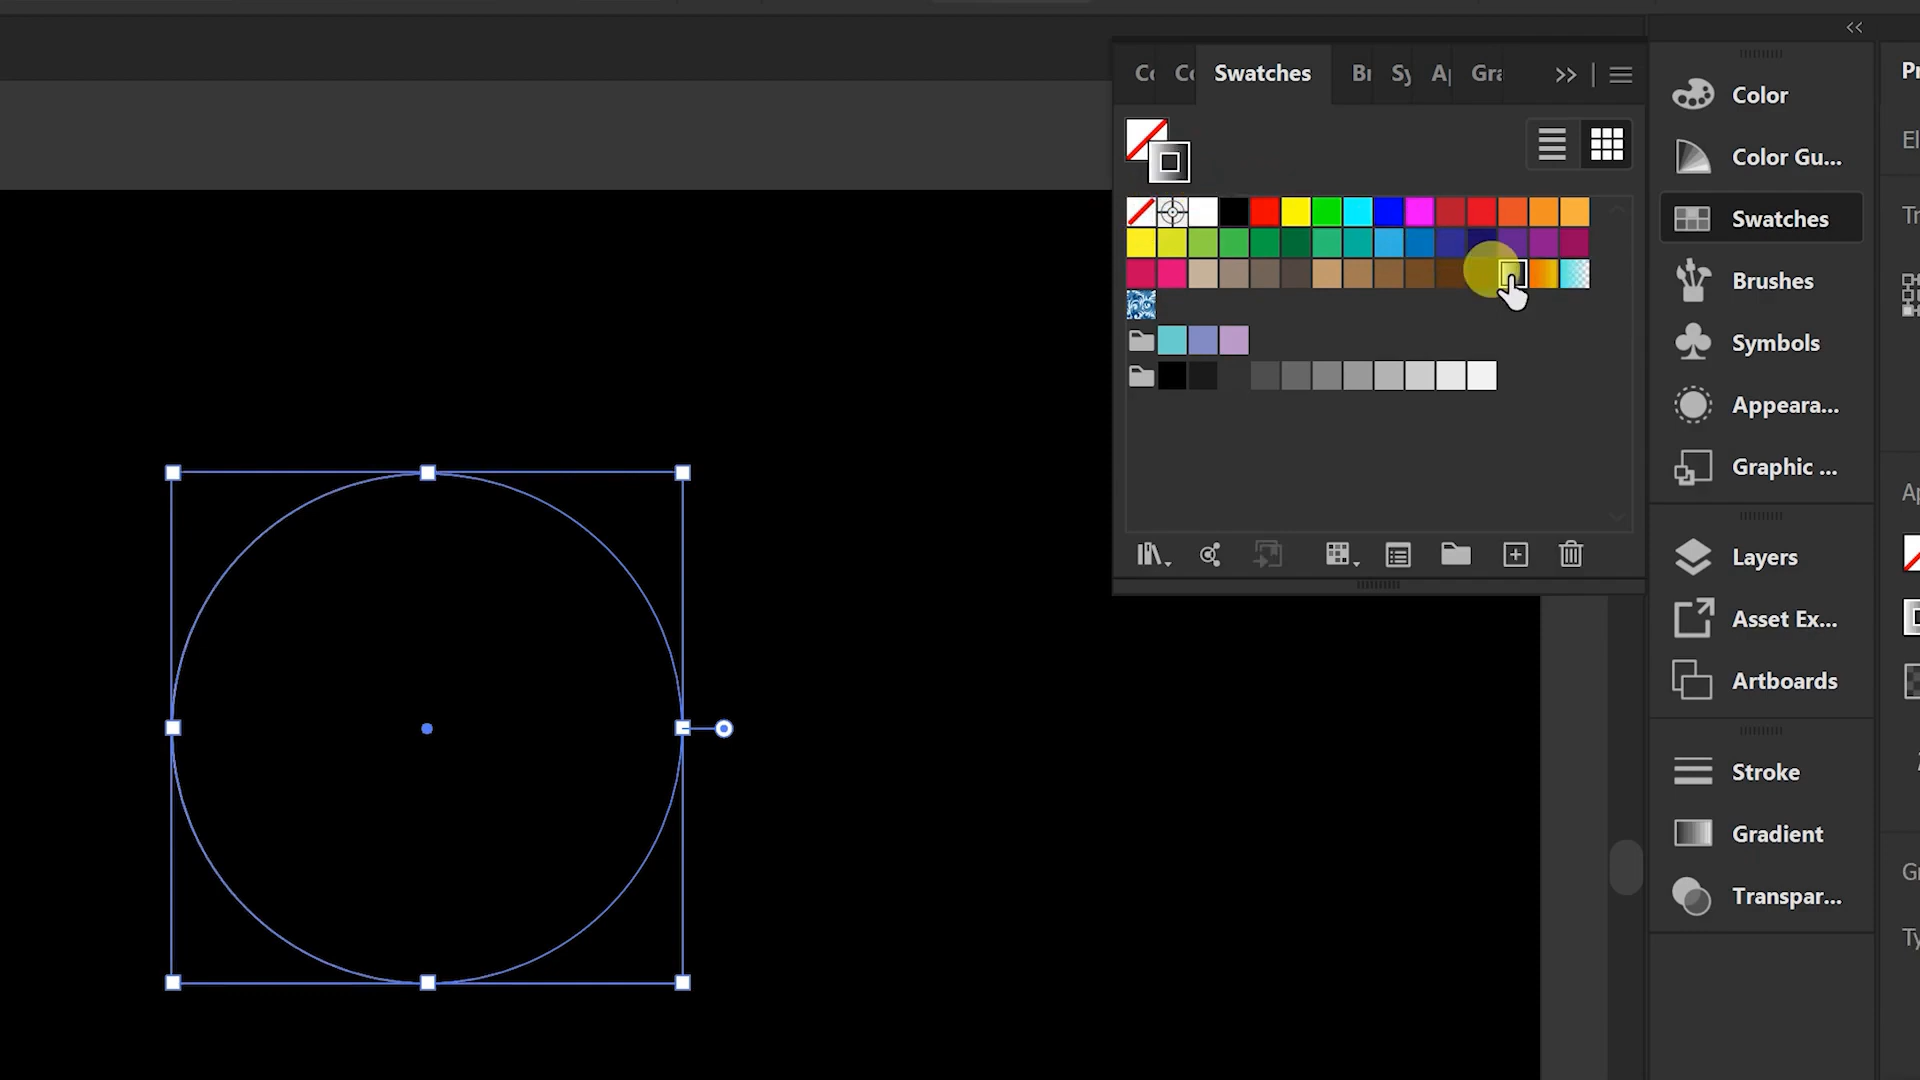 Swatches
Color
Color Gu...
Swatches
Brushes
Symbols
Appeara...
Graphic ...
Layers
Asset Ex...
Artboards
Stroke
Gradient
Transpar...